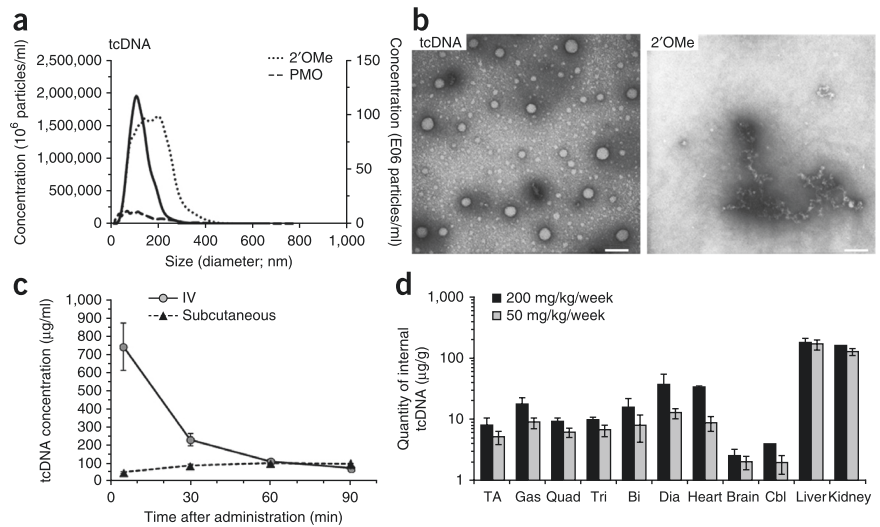 a
tcDNA
2′OMe
PMO
Concentration (10⁶ particles/ml)
2,500,000
2,000,000
1,500,000
1,000,000
500,000
0
150
100
50
0
Concentration (E06 particles/ml)
0 200 400 600 800 1,000
Size (diameter; nm)
b
tcDNA
2′OMe
c
IV
Subcutaneous
tcDNA concentration (µg/ml)
1,000
900
800
700
600
500
400
300
200
100
0
0 30 60 90
Time after administration (min)
d
200 mg/kg/week
50 mg/kg/week
Quantity of internal
tcDNA (µg/g)
1,000
100
10
1
TA Gas Quad Tri Bi Dia Heart Brain Cbl Liver Kidney